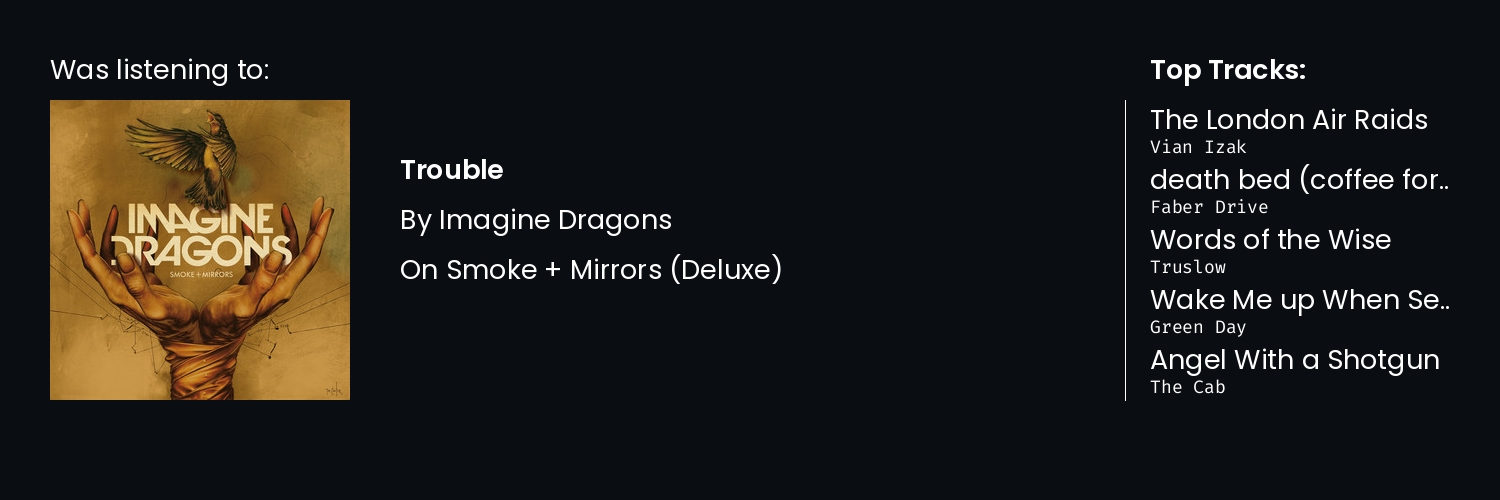 Was listening to:
IMAGINE
DRAGONS
SMOKE + MIRRORS
Trouble
By Imagine Dragons
On Smoke + Mirrors (Deluxe)
Top Tracks:
The London Air Raids
Vian Izak
death bed (coffee for..
Faber Drive
Words of the Wise
Truslow
Wake Me up When Se..
Green Day
Angel With a Shotgun
The Cab